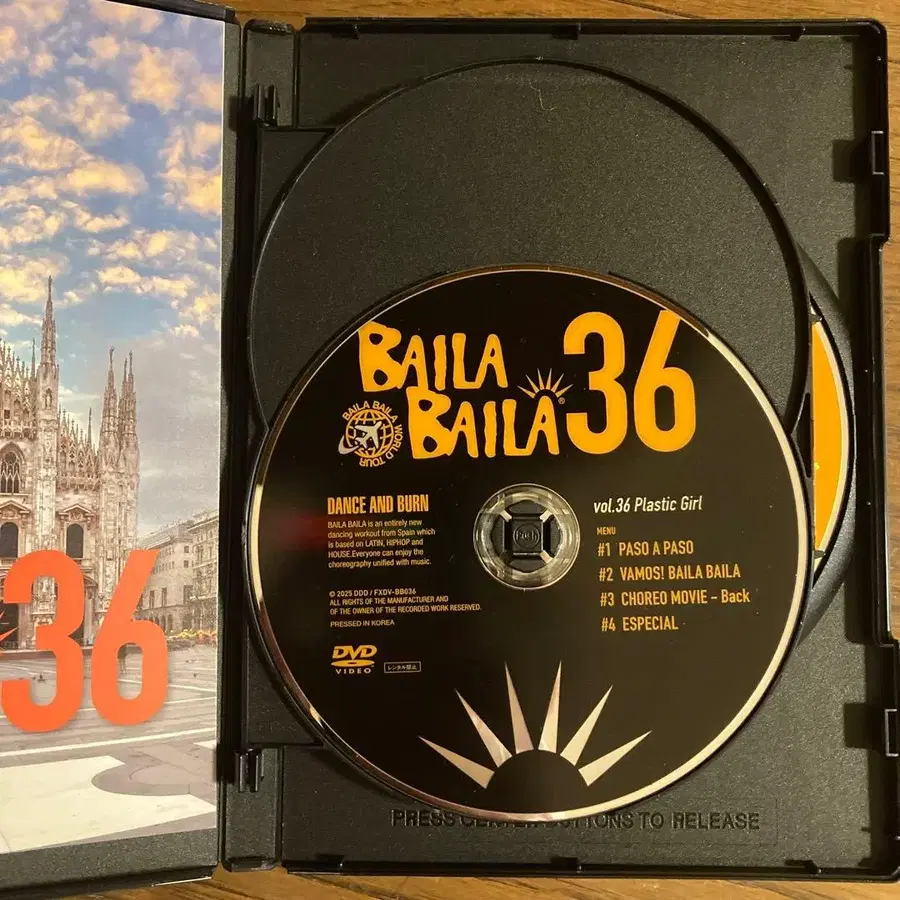 36
BAILA
BAILA® 36
BAILA BAILA WORLD TOUR
DANCE AND BURN
BAILA BAILA is an entirely new
dancing workout from Spain which
is based on LATIN, HIPHOP and
HOUSE.Everyone can enjoy the
choreography unified with music.
© 2025 DDD / FXDV-BB036
ALL RIGHTS OF THE MANUFACTURER AND
OF THE OWNER OF THE RECORDED WORK RESERVED.
PRESSED IN KOREA
DVD
VIDEO
レンタル禁止
Push
vol.36 Plastic Girl
MENU
#1 PASO A PASO
#2 VAMOS! BAILA BAILA
#3 CHOREO MOVIE – Back
#4 ESPECIAL
PRESS CENTER BUTTONS TO RELEASE